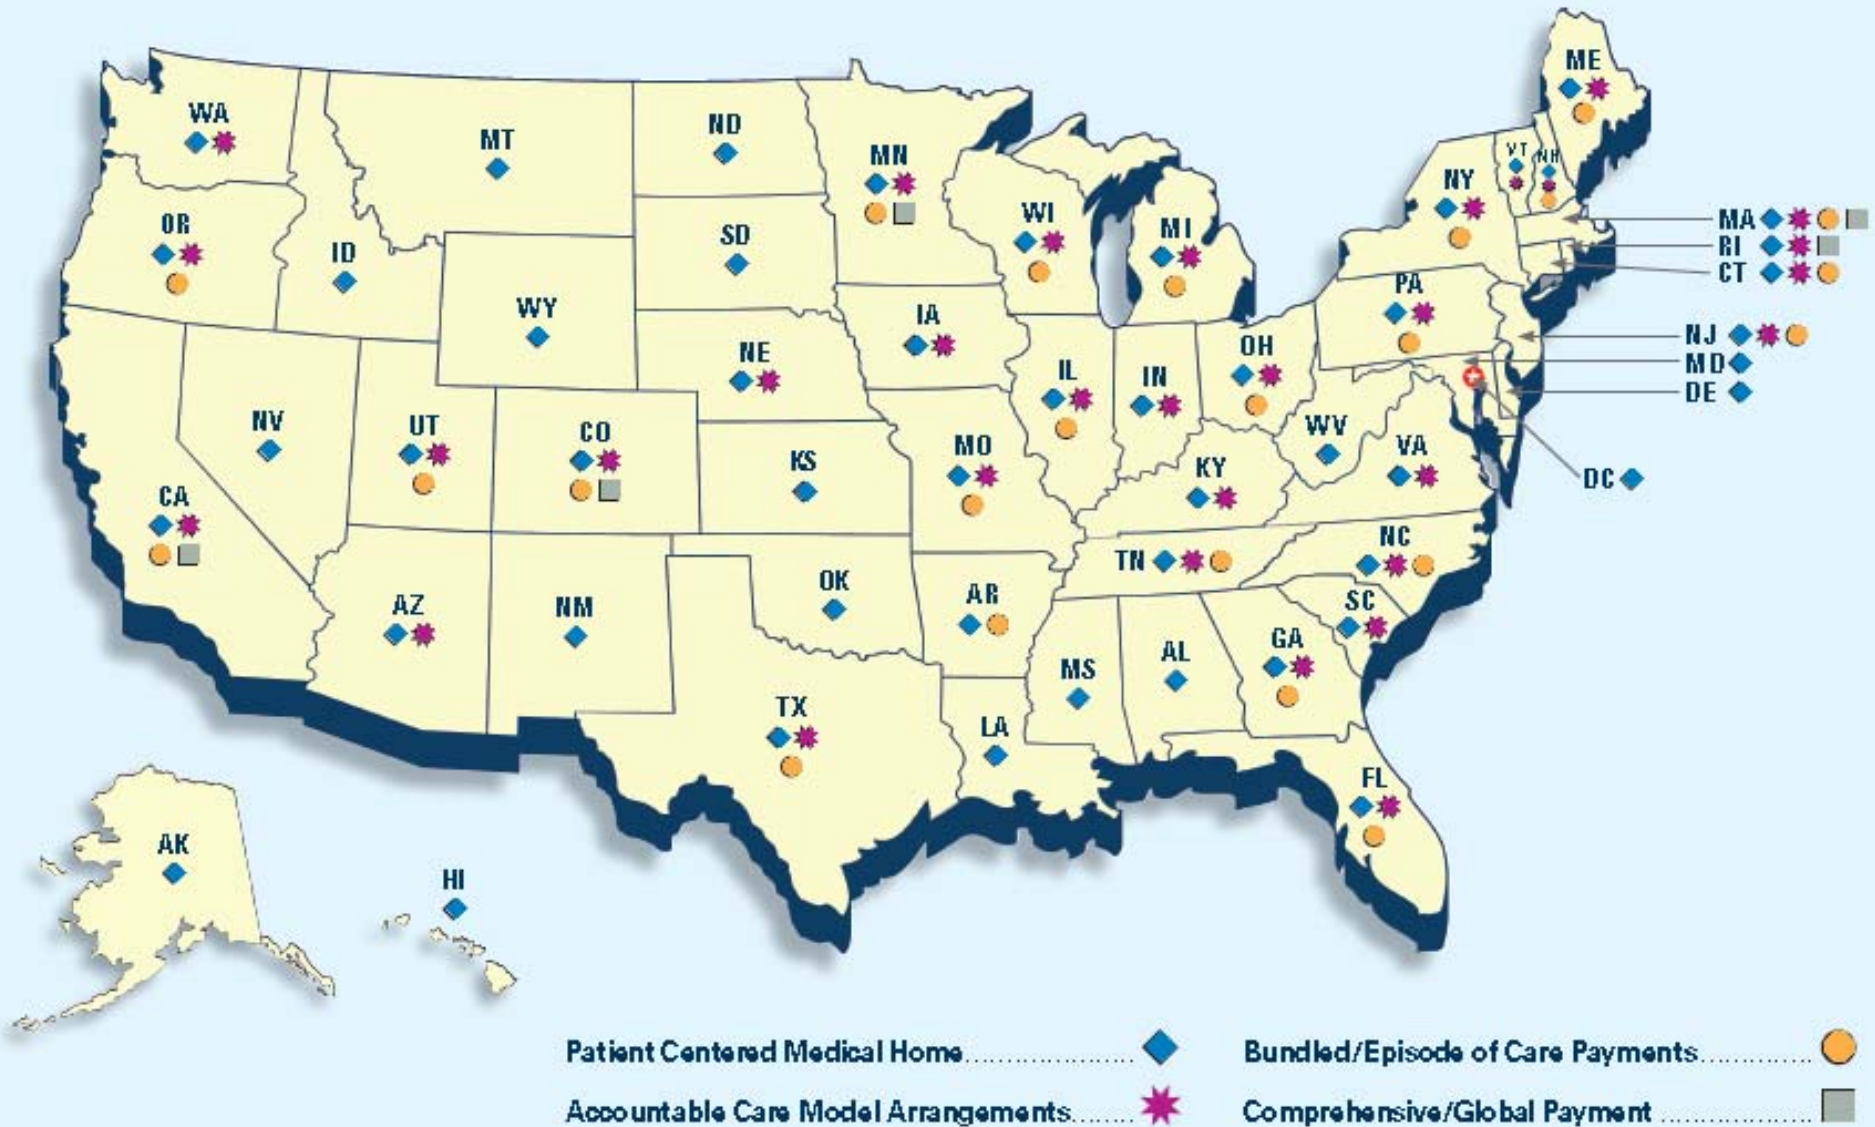 ME
WA
MT
ND
MN
VT NH
NY
OR
ID
SD
WI
MI
MA
RI
CT
WY
IA
PA
NE
IL
IN
OH
NJ
MD
DE
NV
UT
CO
KS
MO
WV
VA
KY
DC
CA
AZ
NM
OK
AR
TN
NC
SC
GA
MS
AL
TX
LA
FL
AK
HI
Patient Centered Medical Home
Bundled/Episode of Care Payments
Accountable Care Model Arrangements
Comprehensive/Global Payment